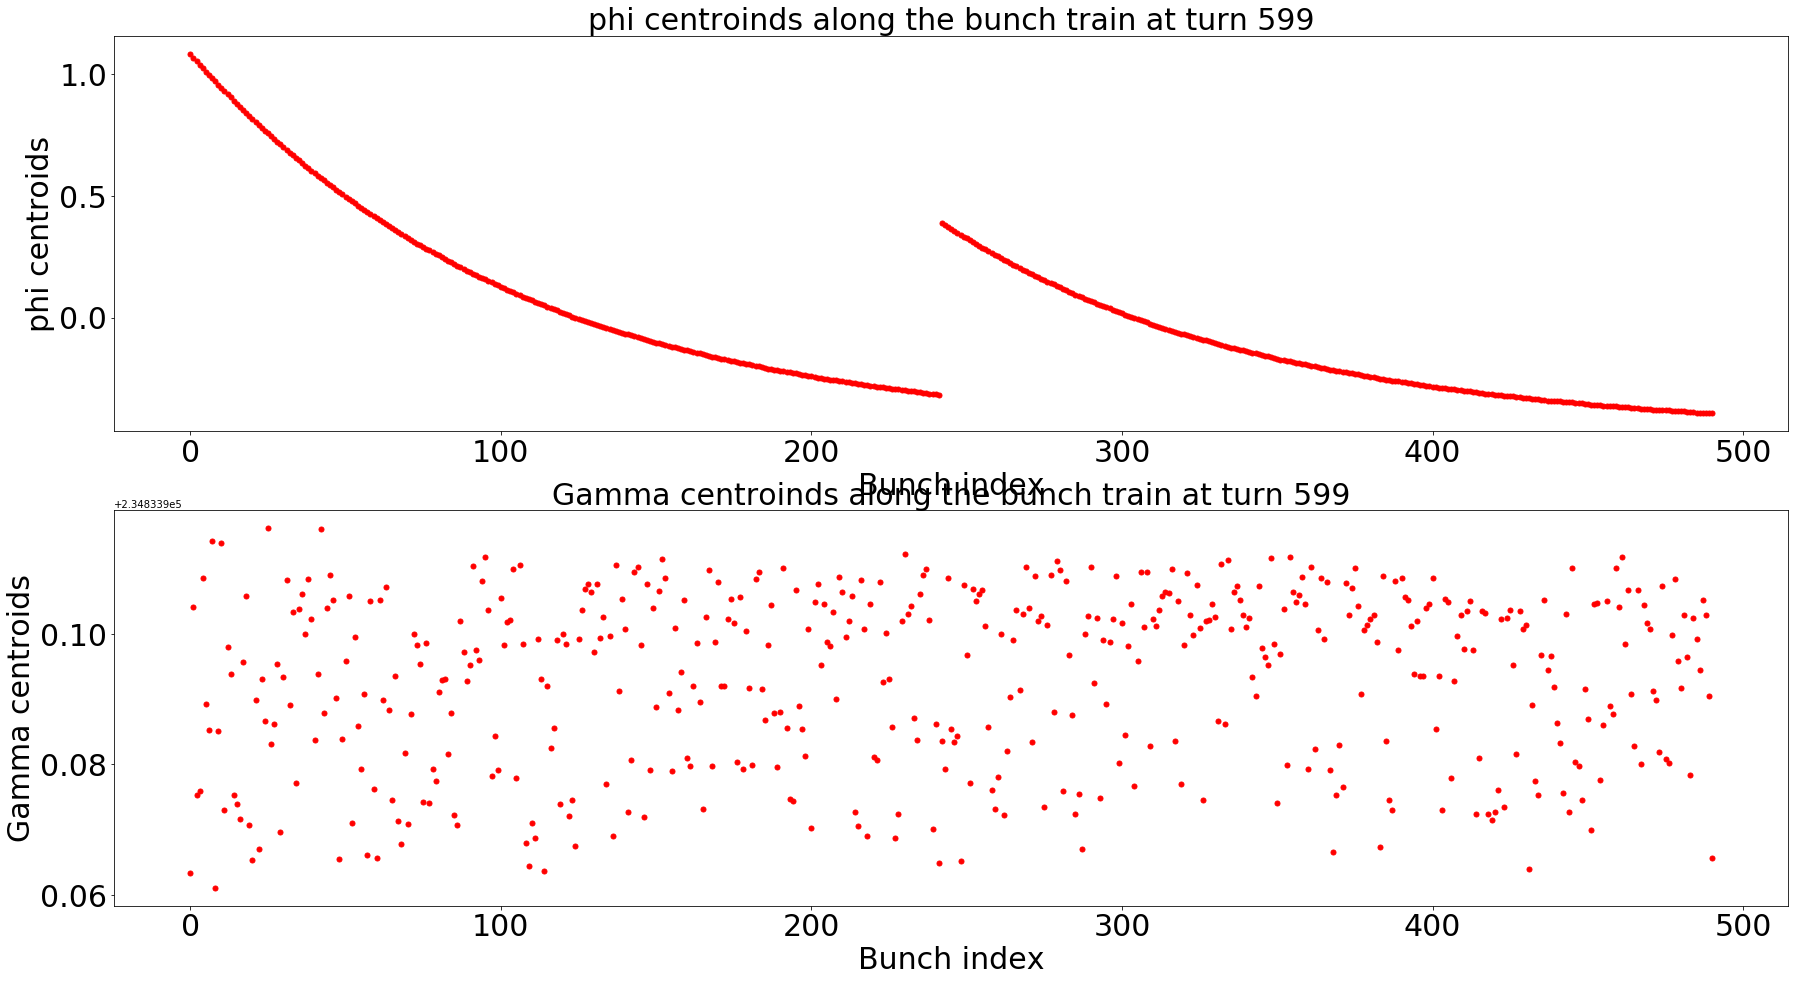 phi centroinds along the bunch train at turn 599
phi centroids
1.0
0.5
0.0
0 100 200 300 400 500
Bunch index
Gamma centroinds along the bunch train at turn 599
+2.348339e5
Gamma centroids
0.10
0.08
0.06
0 100 200 300 400 500
Bunch index